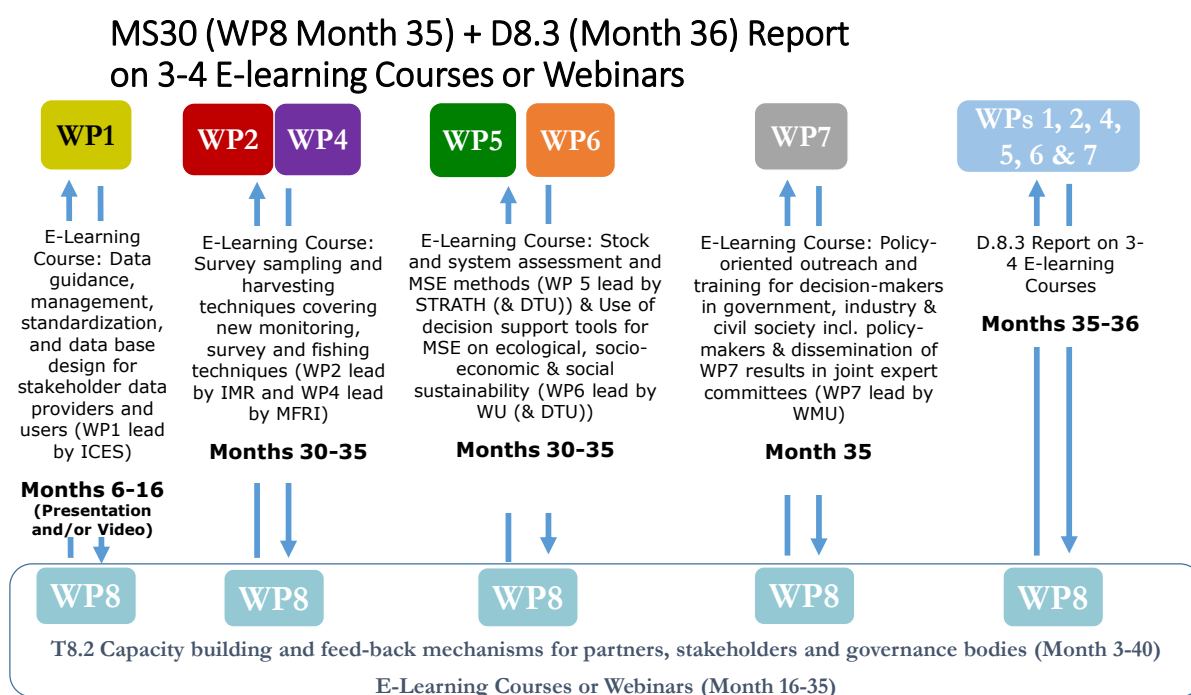 MS30 (WP8 Month 35) + D8.3 (Month 36) Report
on 3-4 E-learning Courses or Webinars
WP1
WP2
WP4
WP5
WP6
WP7
WPs 1, 2, 4,
5, 6 & 7
E-Learning
Course: Data
guidance,
management,
standardization,
and data base
design for
stakeholder data
providers and
users (WP1 lead
by ICES)
Months 6-16
(Presentation
and/or Video)
E-Learning Course:
Survey sampling and
harvesting
techniques covering
new monitoring,
survey and fishing
techniques (WP2 lead
by IMR and WP4 lead
by MFRI)
Months 30-35
E-Learning Course: Stock
and system assessment and
MSE methods (WP 5 lead by
STRATH (& DTU)) & Use of
decision support tools for
MSE on ecological, socio-
economic & social
sustainability (WP6 lead by
WU (& DTU))
Months 30-35
E-Learning Course: Policy-
oriented outreach and
training for decision-makers
in government, industry &
civil society incl. policy-
makers & dissemination of
WP7 results in joint expert
committees (WP7 lead by
WMU)
Month 35
D.8.3 Report on 3-
4 E-learning
Courses
Months 35-36
WP8
WP8
WP8
WP8
WP8
T8.2 Capacity building and feed-back mechanisms for partners, stakeholders and governance bodies (Month 3-40)
E-Learning Courses or Webinars (Month 16-35)